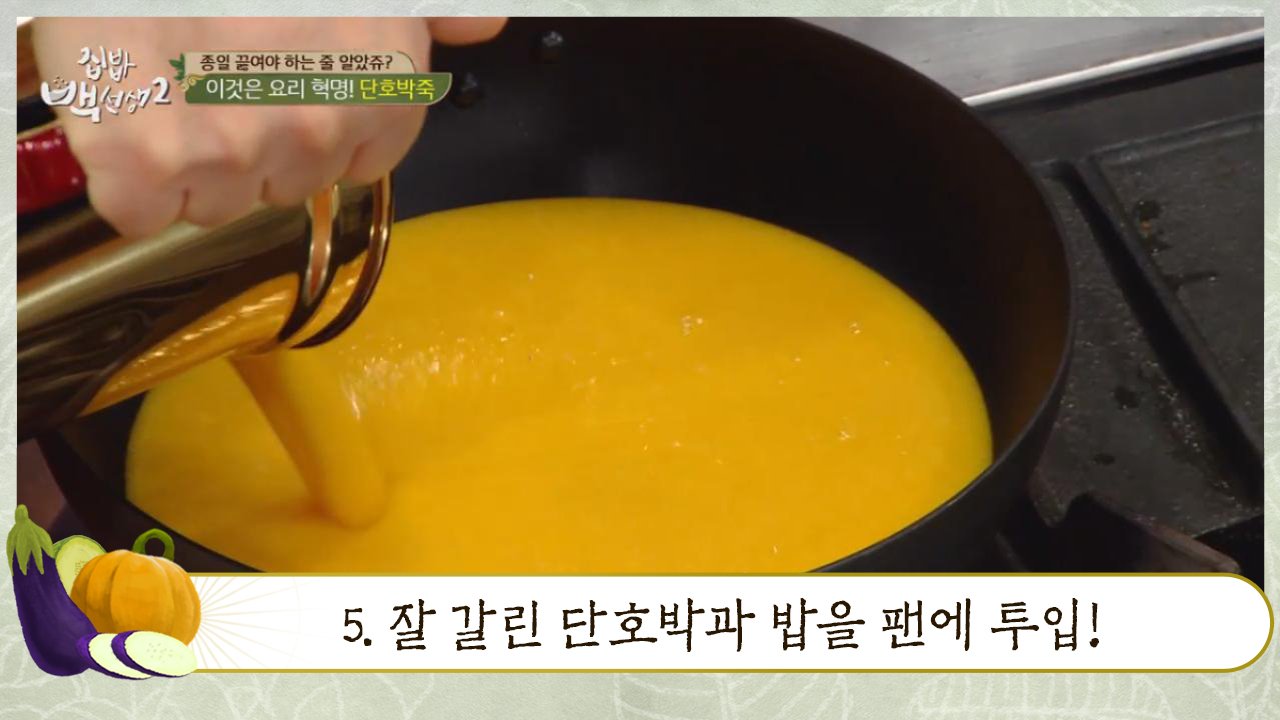 집밥
백선생2
종일 끓여야 하는 줄 알았쥬?
이것은 요리 혁명! 단호박죽
5. 잘 갈린 단호박과 밥을 팬에 투입!